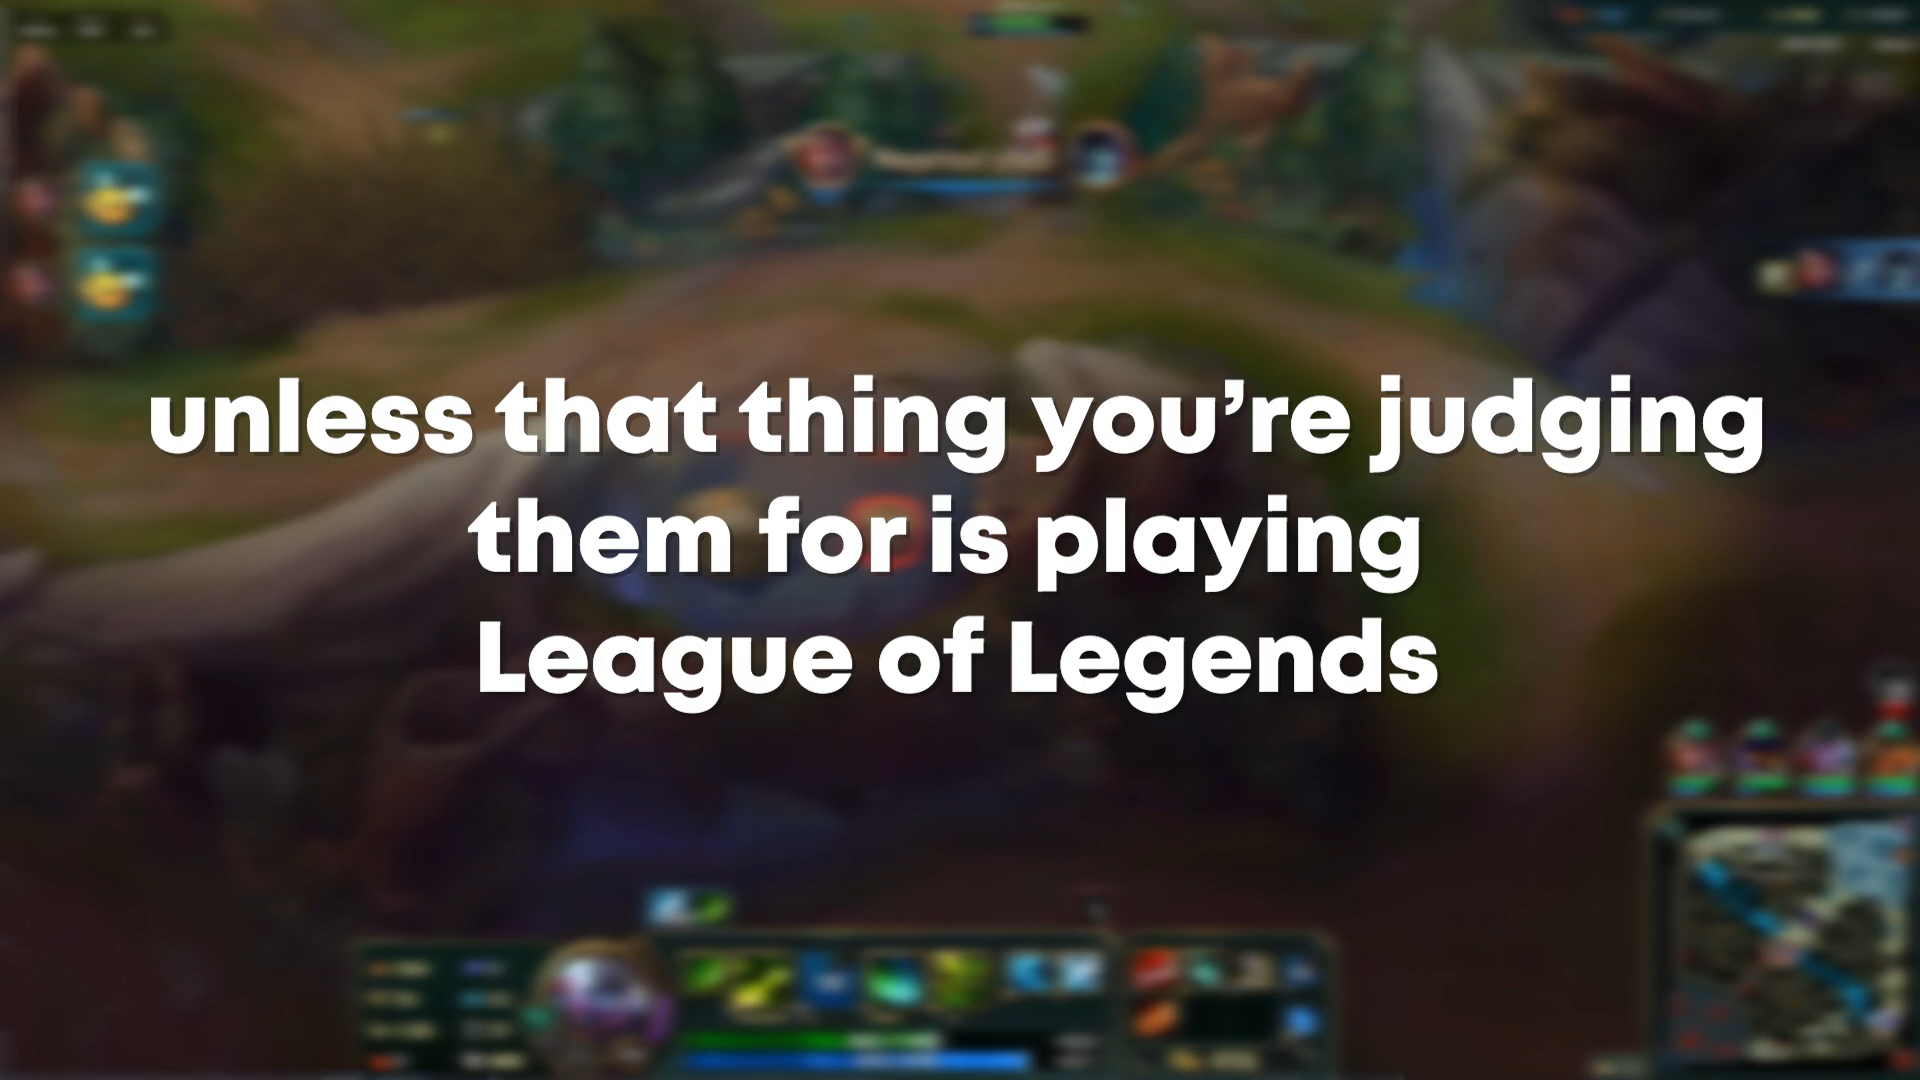 unless that thing you’re judging
them for is playing
League of Legends